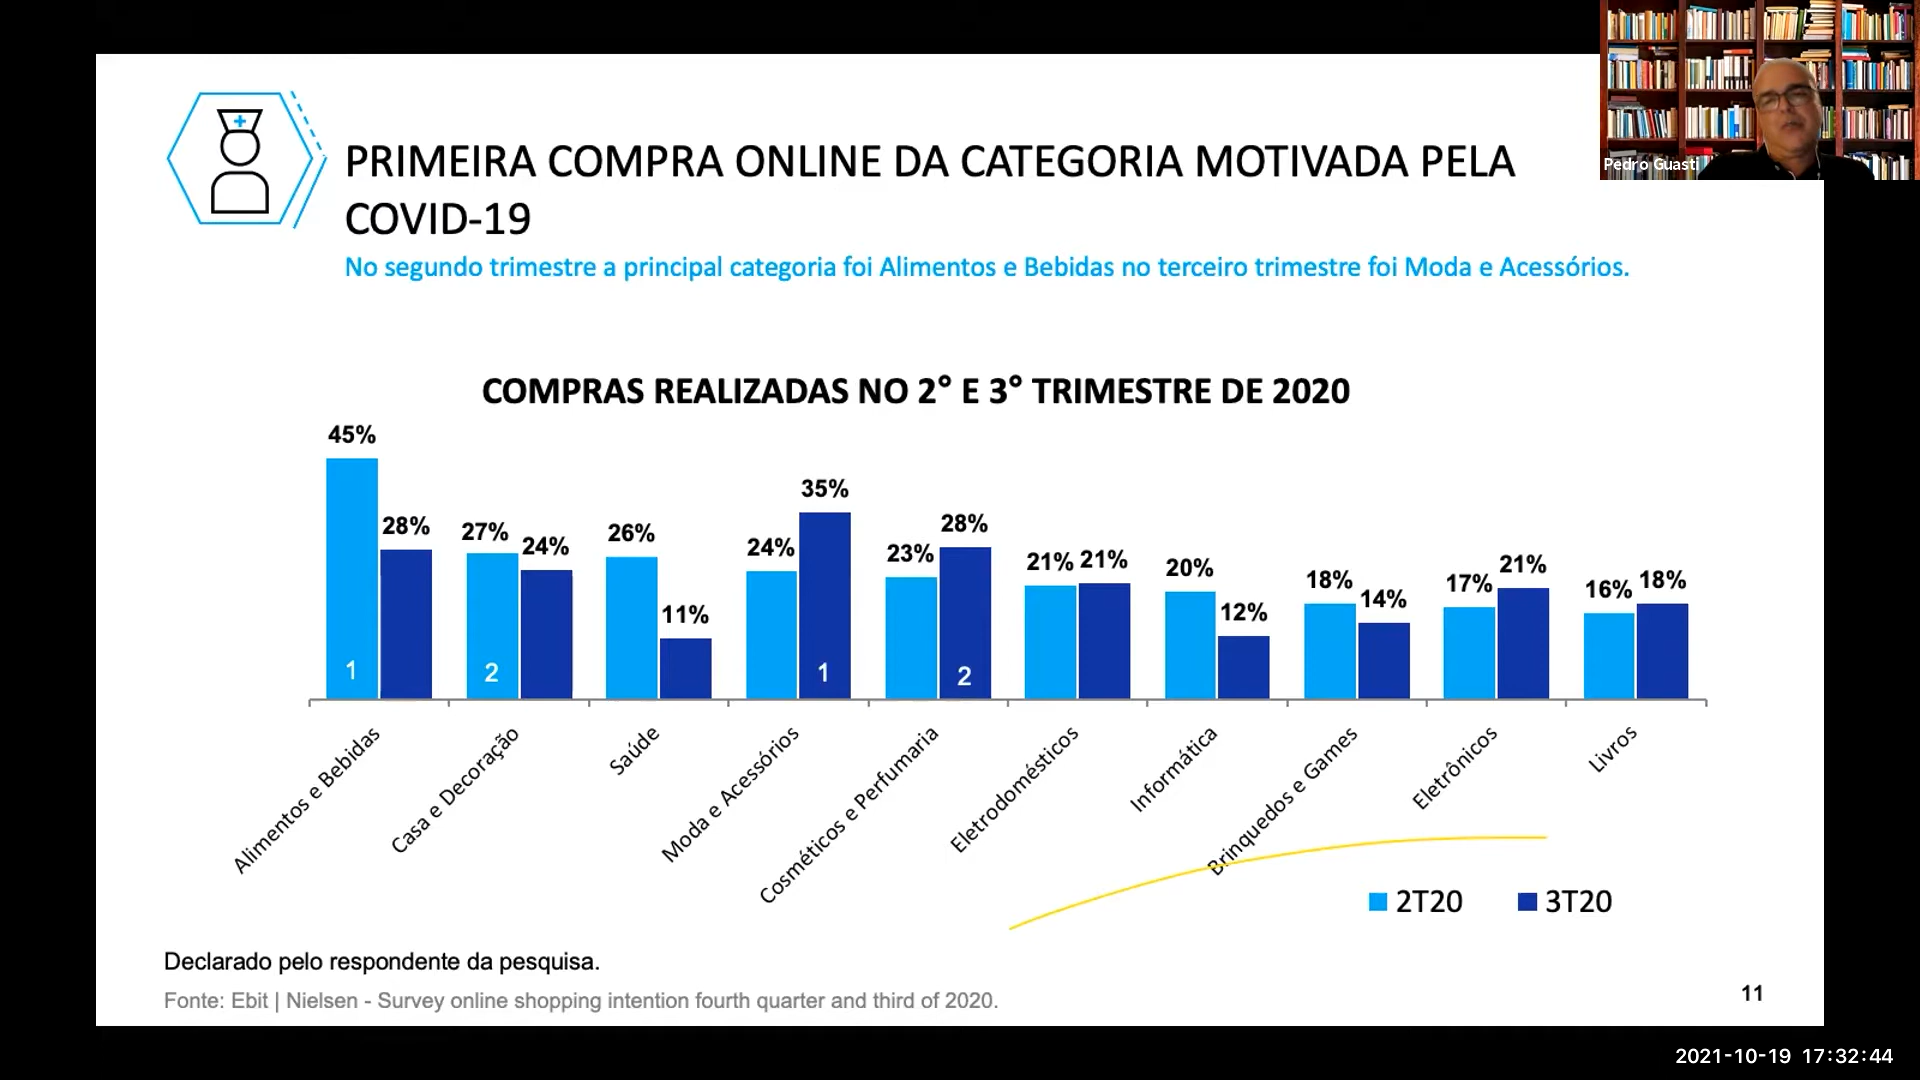 Pedro Guasti
PRIMEIRA COMPRA ONLINE DA CATEGORIA MOTIVADA PELA
COVID-19
No segundo trimestre a principal categoria foi Alimentos e Bebidas no terceiro trimestre foi Moda e Acessórios.
COMPRAS REALIZADAS NO 2° E 3° TRIMESTRE DE 2020
45% 28% 27% 24% 26% 11% 24% 35% 23% 28% 21% 21% 20% 12% 18% 14% 17% 21% 16% 18%
1 2 1 2
Alimentos e Bebidas
Casa e Decoração
Saúde
Moda e Acessórios
Cosméticos e Perfumaria
Eletrodomésticos
Informática
Brinquedos e Games
Eletrônicos
Livros
2T20 3T20
Declarado pelo respondente da pesquisa.
Fonte: Ebit | Nielsen - Survey online shopping intention fourth quarter and third of 2020.
11
2021-10-19 17:32:44